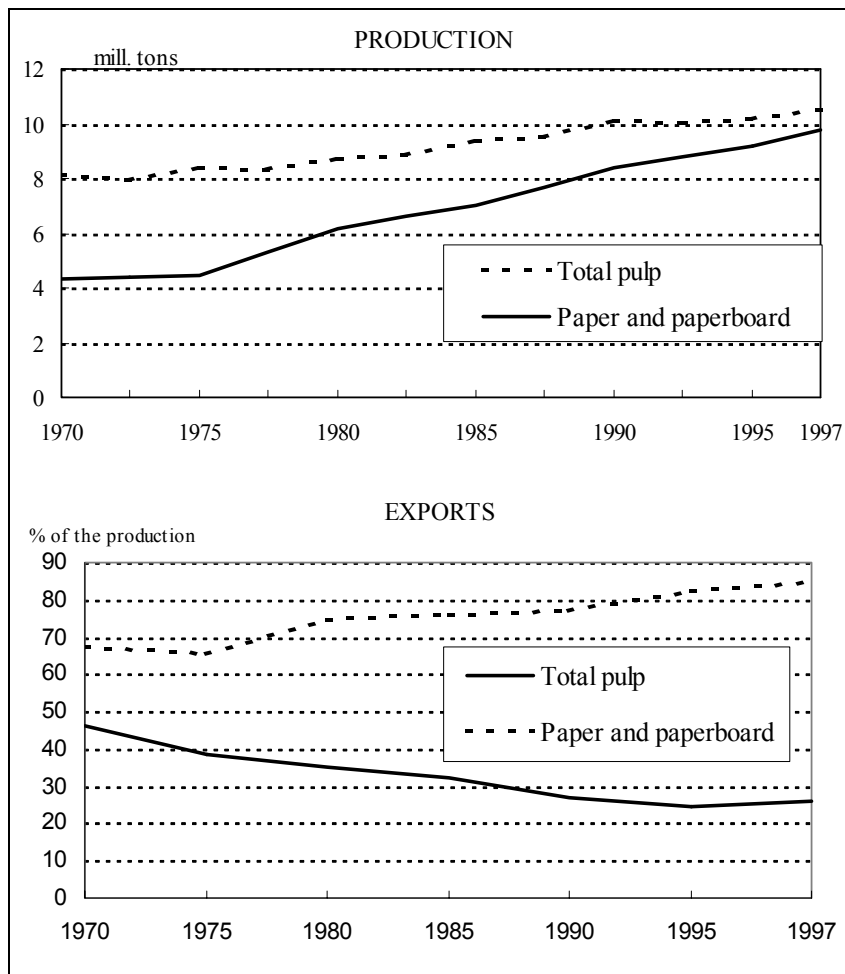 PRODUCTION
mill. tons
12
10
8
6
4
2
0
Total pulp
Paper and paperboard
1970 1975 1980 1985 1990 1995 1997
EXPORTS
% of the production
90
80
70
60
50
40
30
20
10
0
Total pulp
Paper and paperboard
1970 1975 1980 1985 1990 1995 1997